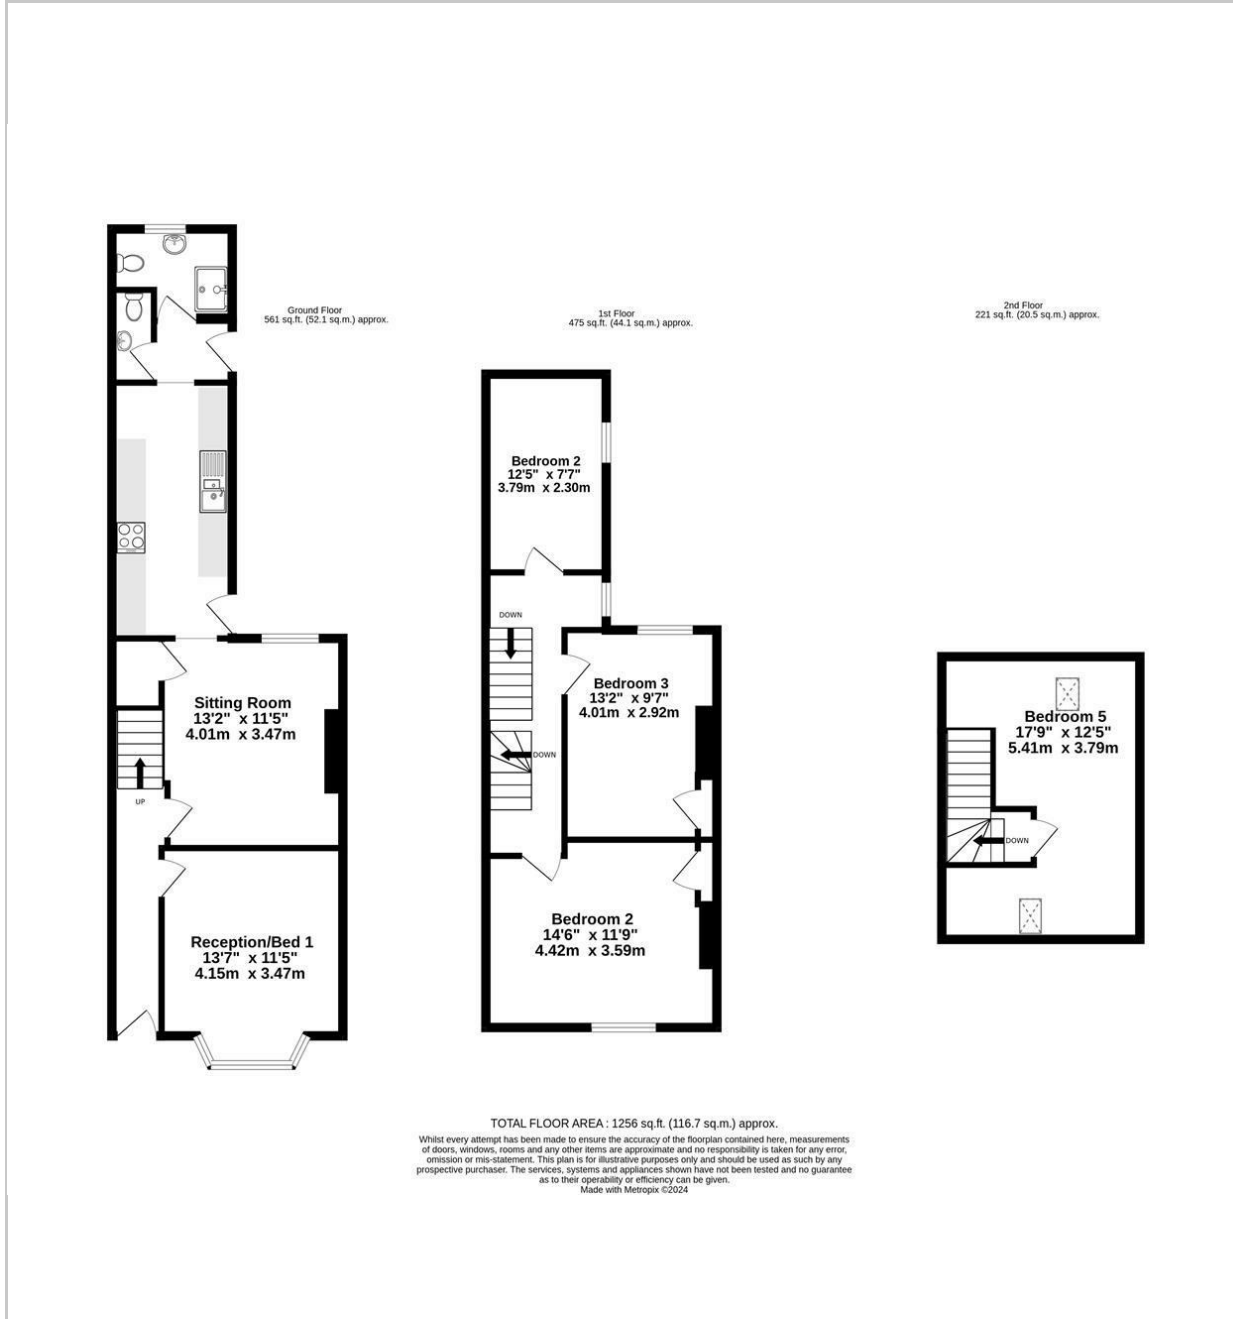 Ground Floor
561 sq.ft. (52.1 sq.m.) approx.
1st Floor
475 sq.ft. (44.1 sq.m.) approx.
2nd Floor
221 sq.ft. (20.5 sq.m.) approx.
Sitting Room
13'2" x 11'5"
4.01m x 3.47m
UP
Reception/Bed 1
13'7" x 11'5"
4.15m x 3.47m
Bedroom 2
12'5" x 7'7"
3.79m x 2.30m
DOWN
Bedroom 3
13'2" x 9'7"
4.01m x 2.92m
DOWN
Bedroom 2
14'6" x 11'9"
4.42m x 3.59m
Bedroom 5
17'9" x 12'5"
5.41m x 3.79m
DOWN
TOTAL FLOOR AREA : 1256 sq.ft. (116.7 sq.m.) approx.
Whilst every attempt has been made to ensure the accuracy of the floorplan contained here, measurements
of doors, windows, rooms and any other items are approximate and no responsibility is taken for any error,
omission or mis-statement. This plan is for illustrative purposes only and should be used as such by any
prospective purchaser. The services, systems and appliances shown have not been tested and no guarantee
as to their operability or efficiency can be given.
Made with Metropix ©2024